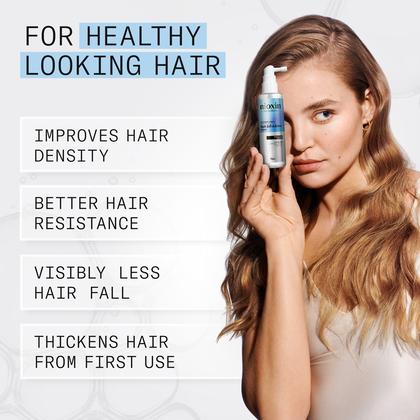 FOR HEALTHY
LOOKING HAIR
nioxin
IMPROVES HAIR
DENSITY
BETTER HAIR
RESISTANCE
VISIBLY LESS
HAIR FALL
THICKENS HAIR
FROM FIRST USE